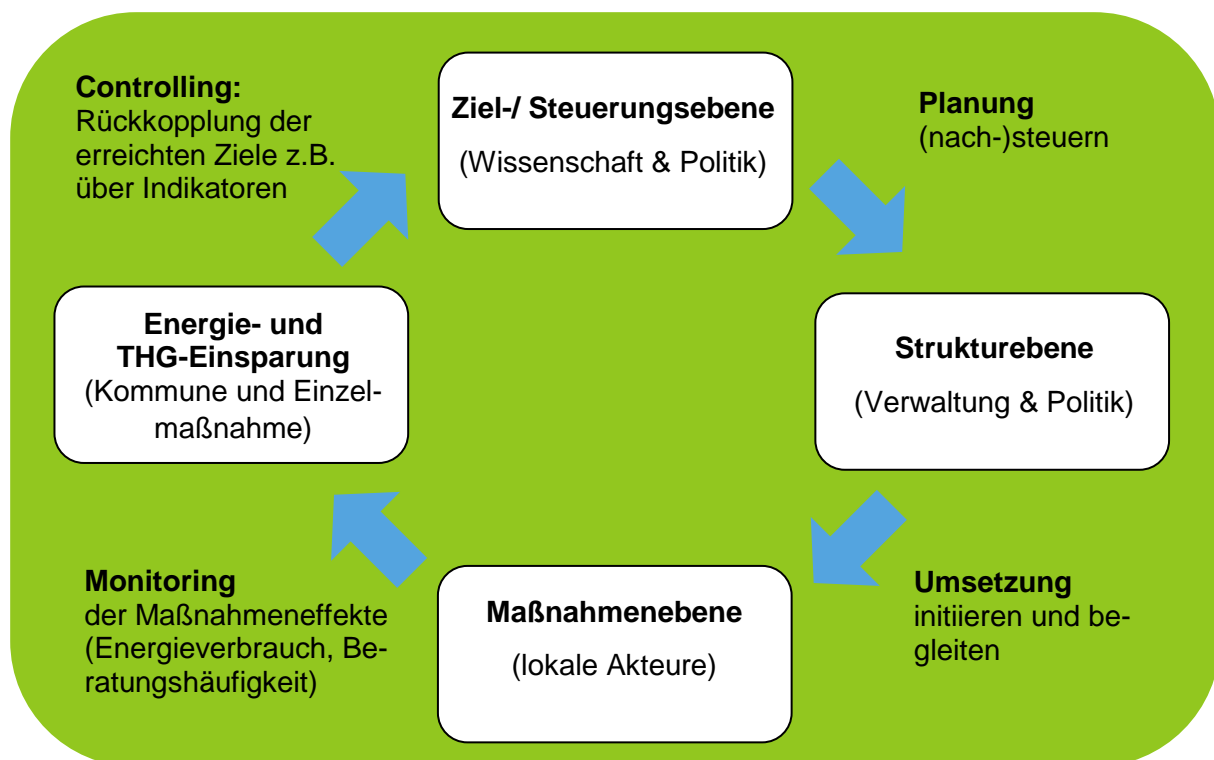 Controlling:
Rückkopplung der
erreichten Ziele z.B.
über Indikatoren
Ziel-/ Steuerungsebene
(Wissenschaft & Politik)
Planung
(nach-)steuern
Energie- und
THG-Einsparung
(Kommune und Einzel-
maßnahme)
Strukturebene
(Verwaltung & Politik)
Monitoring
der Maßnahmeneffekte
(Energieverbrauch, Be-
ratungshäufigkeit)
Maßnahmenebene
(lokale Akteure)
Umsetzung
initiieren und be-
gleiten